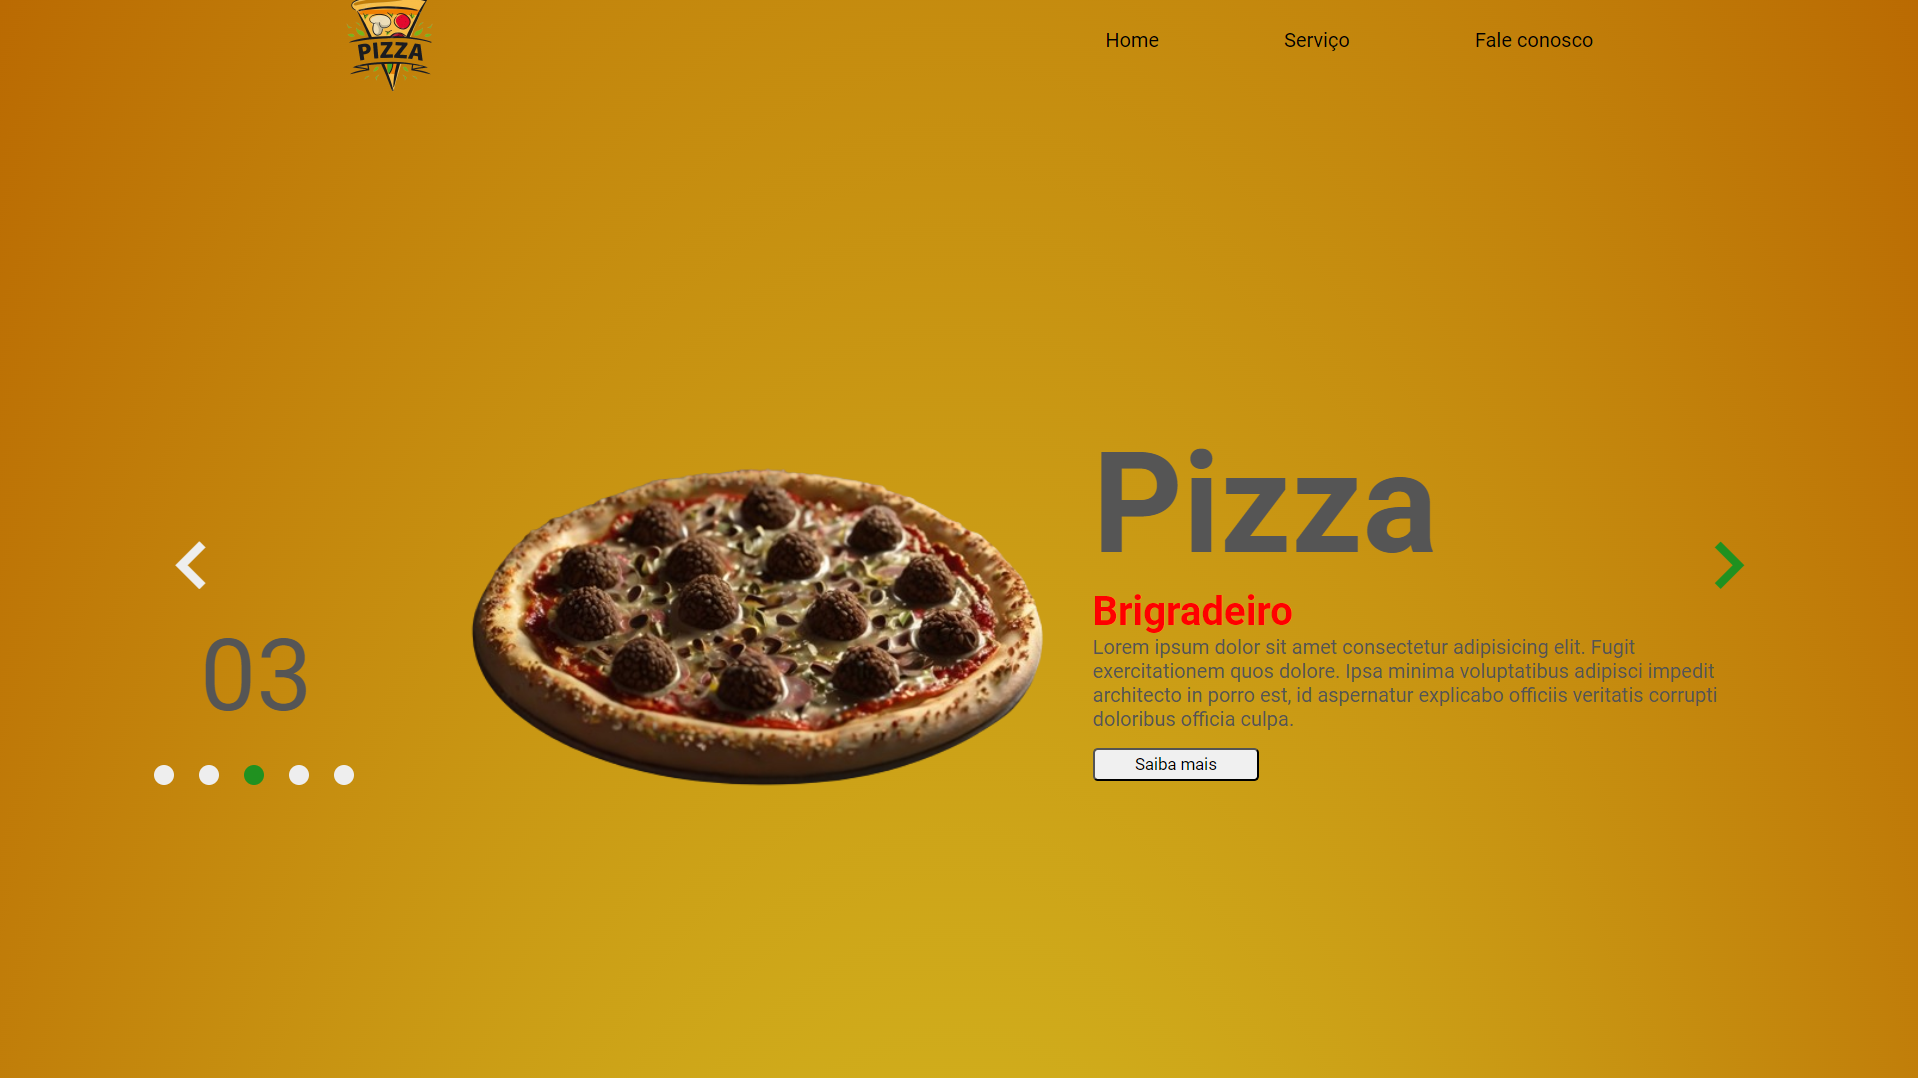 PIZZA
Home
Serviço
Fale conosco
Pizza
Brigradeiro
Lorem ipsum dolor sit amet consectetur adipisicing elit. Fugit
exercitationem quos dolore. Ipsa minima voluptatibus adipisci impedit
architecto in porro est, id aspernatur explicabo officiis veritatis corrupti
doloribus officia culpa.
Saiba mais
03